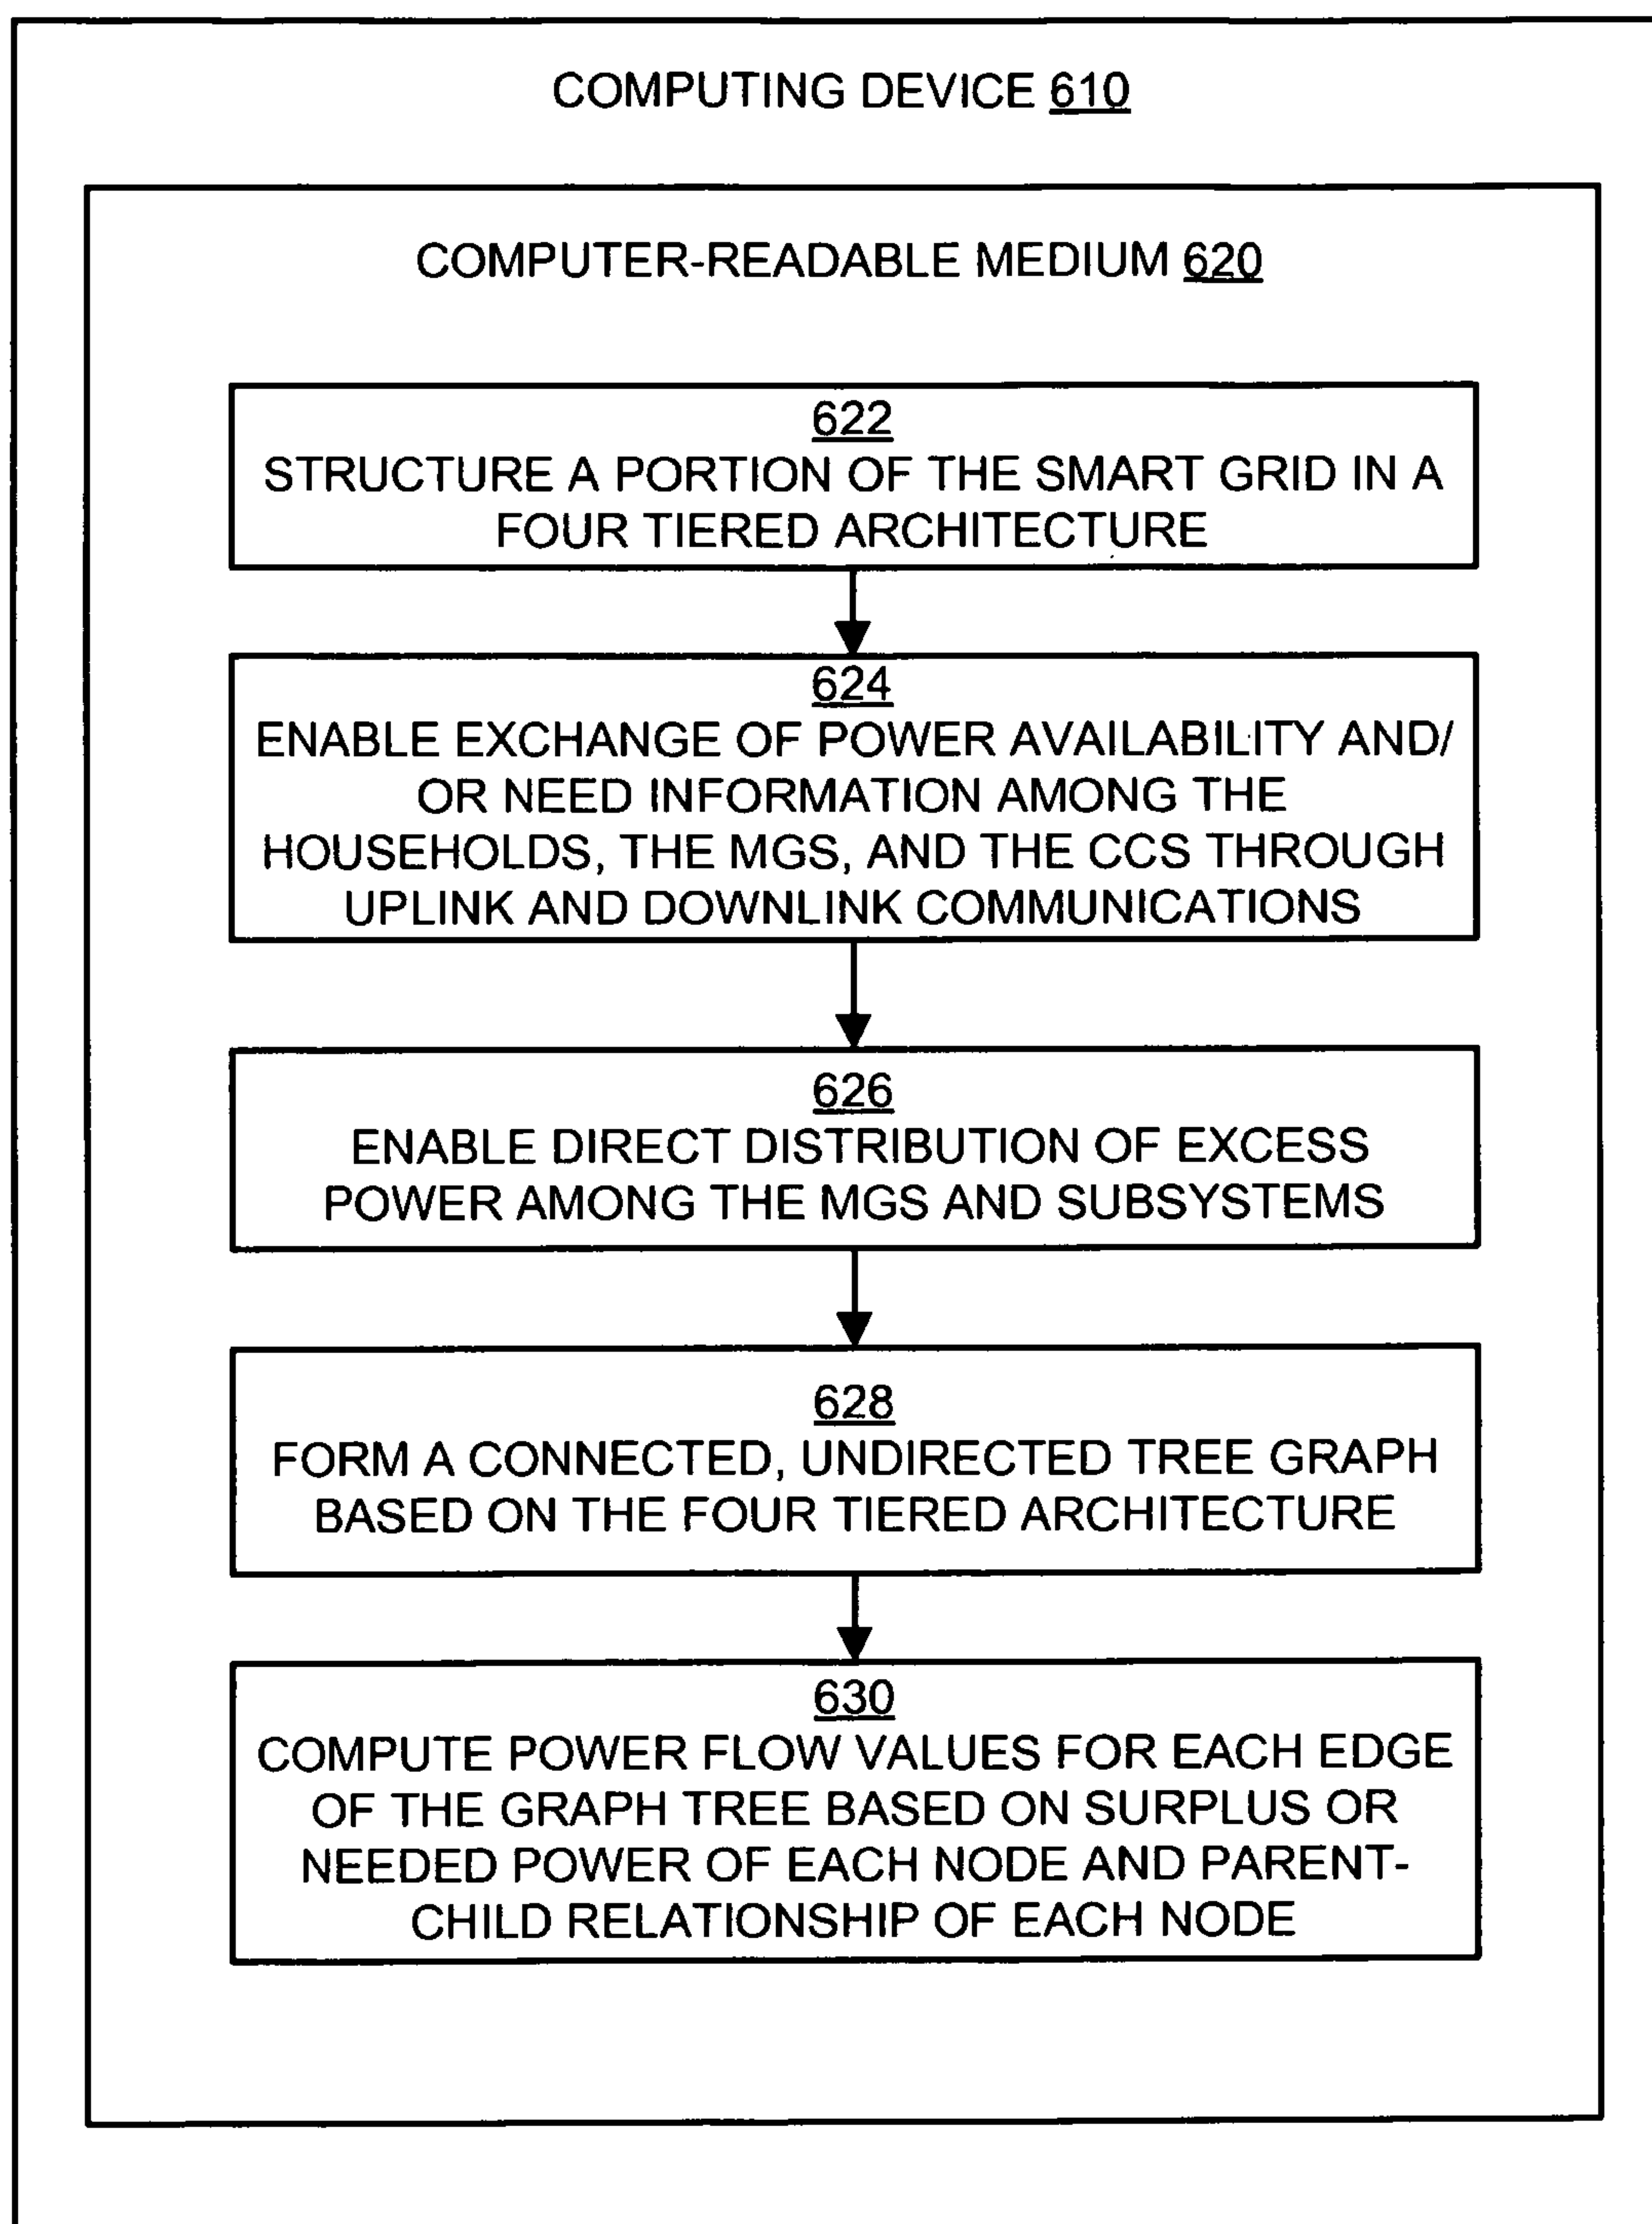 COMPUTING DEVICE 610
COMPUTER-READABLE MEDIUM 620
622
STRUCTURE A PORTION OF THE SMART GRID IN A
FOUR TIERED ARCHITECTURE
624
ENABLE EXCHANGE OF POWER AVAILABILITY AND/
OR NEED INFORMATION AMONG THE
HOUSEHOLDS, THE MGS, AND THE CCS THROUGH
UPLINK AND DOWNLINK COMMUNICATIONS
626
ENABLE DIRECT DISTRIBUTION OF EXCESS
POWER AMONG THE MGS AND SUBSYSTEMS
628
FORM A CONNECTED, UNDIRECTED TREE GRAPH
BASED ON THE FOUR TIERED ARCHITECTURE
630
COMPUTE POWER FLOW VALUES FOR EACH EDGE
OF THE GRAPH TREE BASED ON SURPLUS OR
NEEDED POWER OF EACH NODE AND PARENT-
CHILD RELATIONSHIP OF EACH NODE